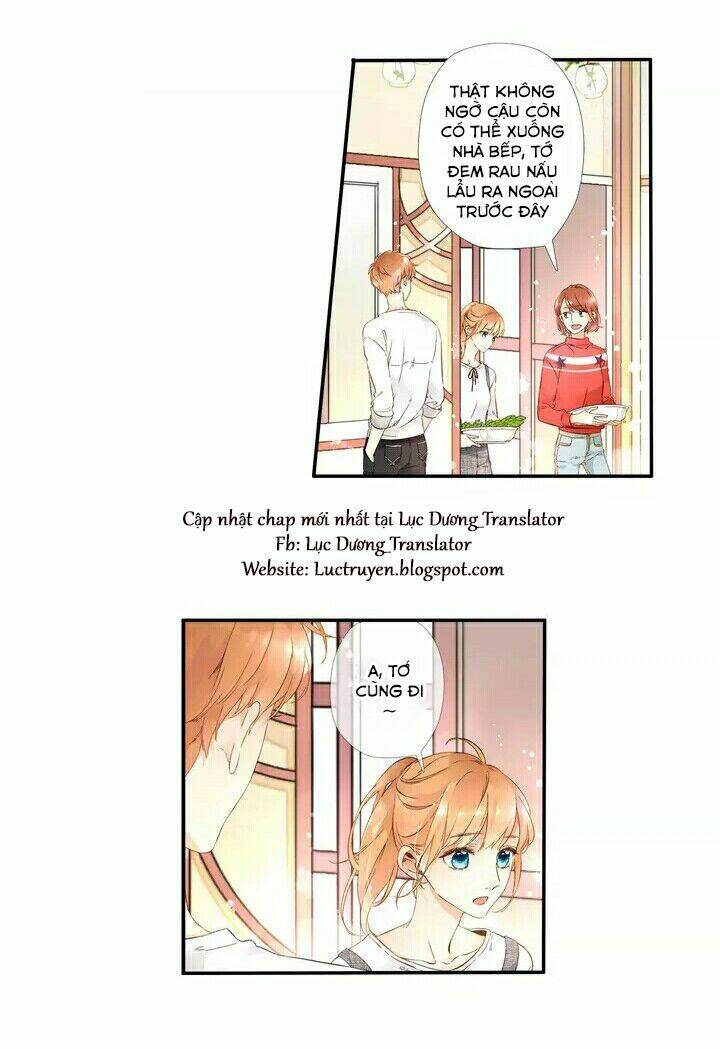 THẬT KHÔNG
NGỜ CẬU CÒN
CÓ THỂ XUỐNG
NHÀ BẾP, TỚ
ĐEM RAU NẤU
LẨU RA NGOÀI
TRƯỚC ĐÂY
Cập nhật chap mới nhất tại Lục Dương_Translator
Fb: Lục Dương_Translator
Website: Luctruyen.blogspot.com
A, TỚ
CŨNG ĐI
~